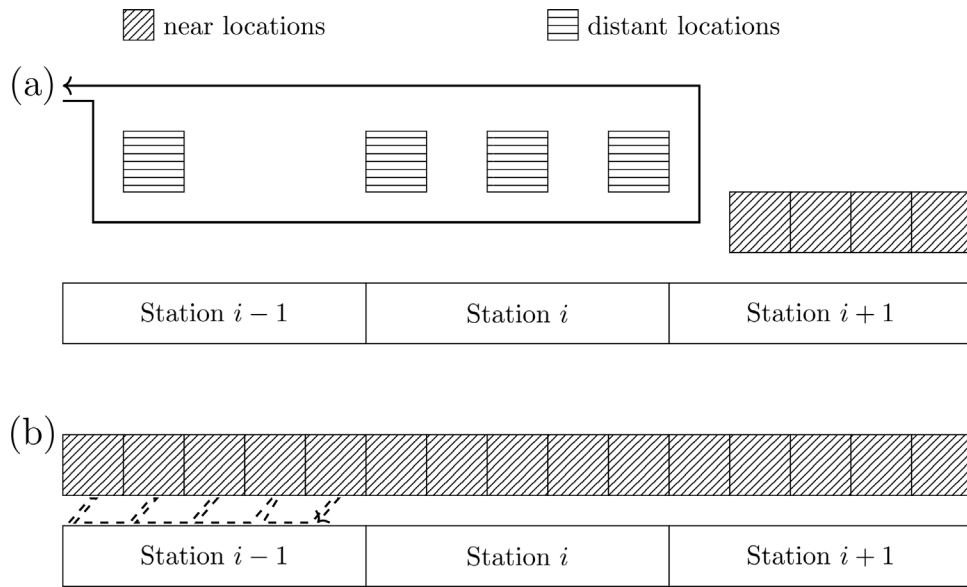 near locations distant locations
(a)
Station i − 1 Station i Station i + 1
(b)
Station i − 1 Station i Station i + 1